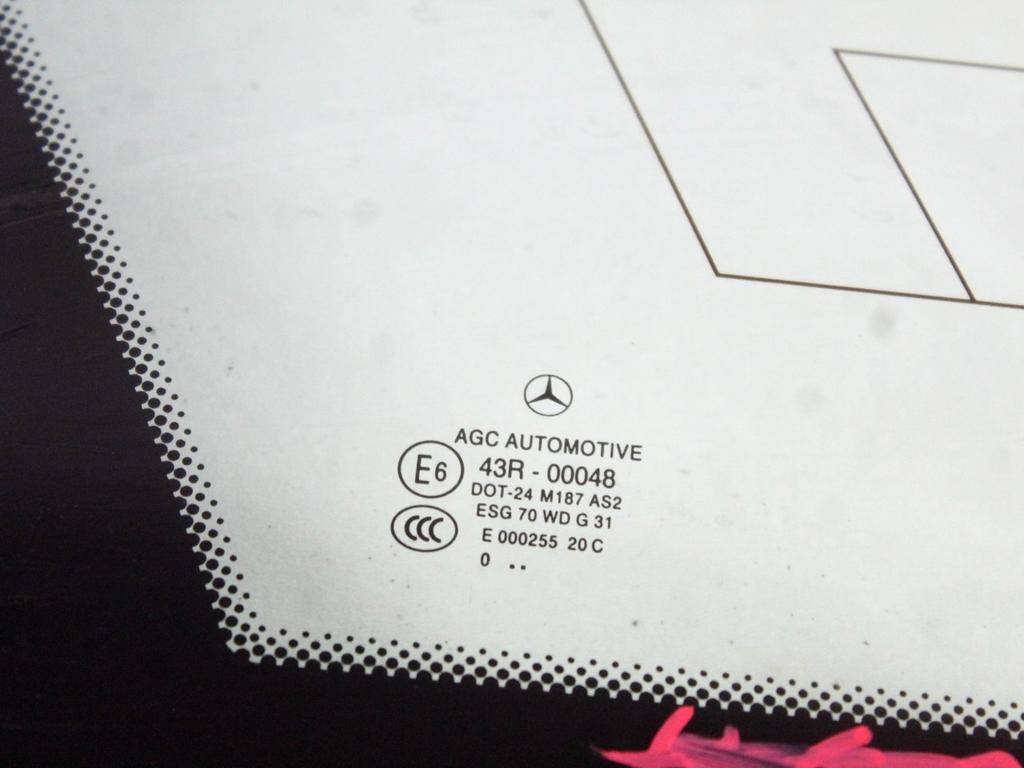 AGC AUTOMOTIVE
E6 43R - 00048
DOT-24 M187 AS2
CCC ESG 70 WD G 31
E 000255 20 C
0 ..